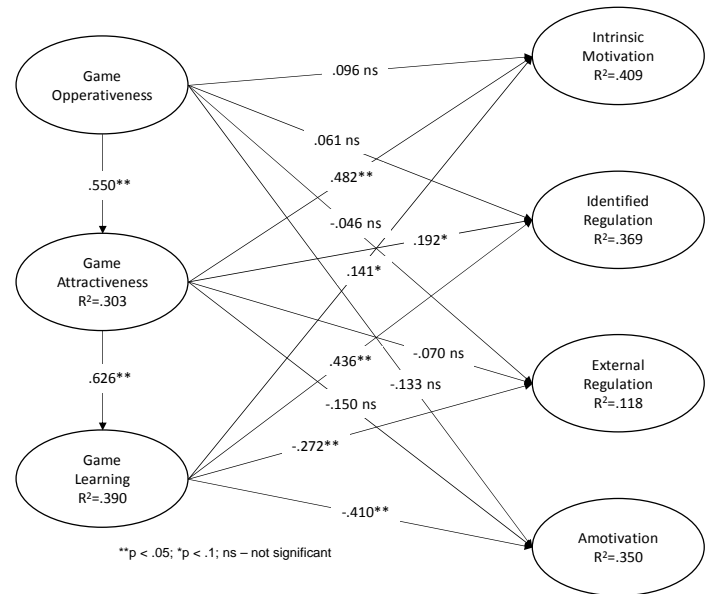 Game
Opperativeness
.550**
Game
Attractiveness
R²=.303
.626**
Game
Learning
R²=.390
.096 ns
.061 ns
.482**
-.046 ns
.192*
.141*
-.070 ns
.436**
-.133 ns
-.150 ns
-.272**
-.410**
Intrinsic
Motivation
R²=.409
Identified
Regulation
R²=.369
External
Regulation
R²=.118
Amotivation
R²=.350
**p < .05; *p < .1; ns – not significant